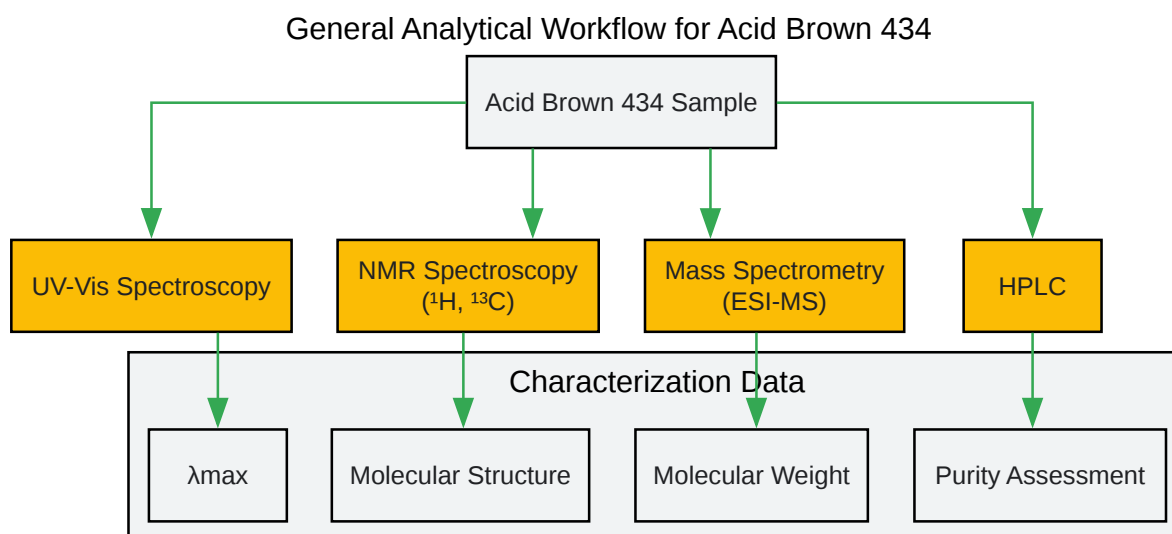 General Analytical Workflow for Acid Brown 434
Acid Brown 434 Sample
UV-Vis Spectroscopy
NMR Spectroscopy
(¹H, ¹³C)
Mass Spectrometry
(ESI-MS)
HPLC
Characterization Data
λmax
Molecular Structure
Molecular Weight
Purity Assessment